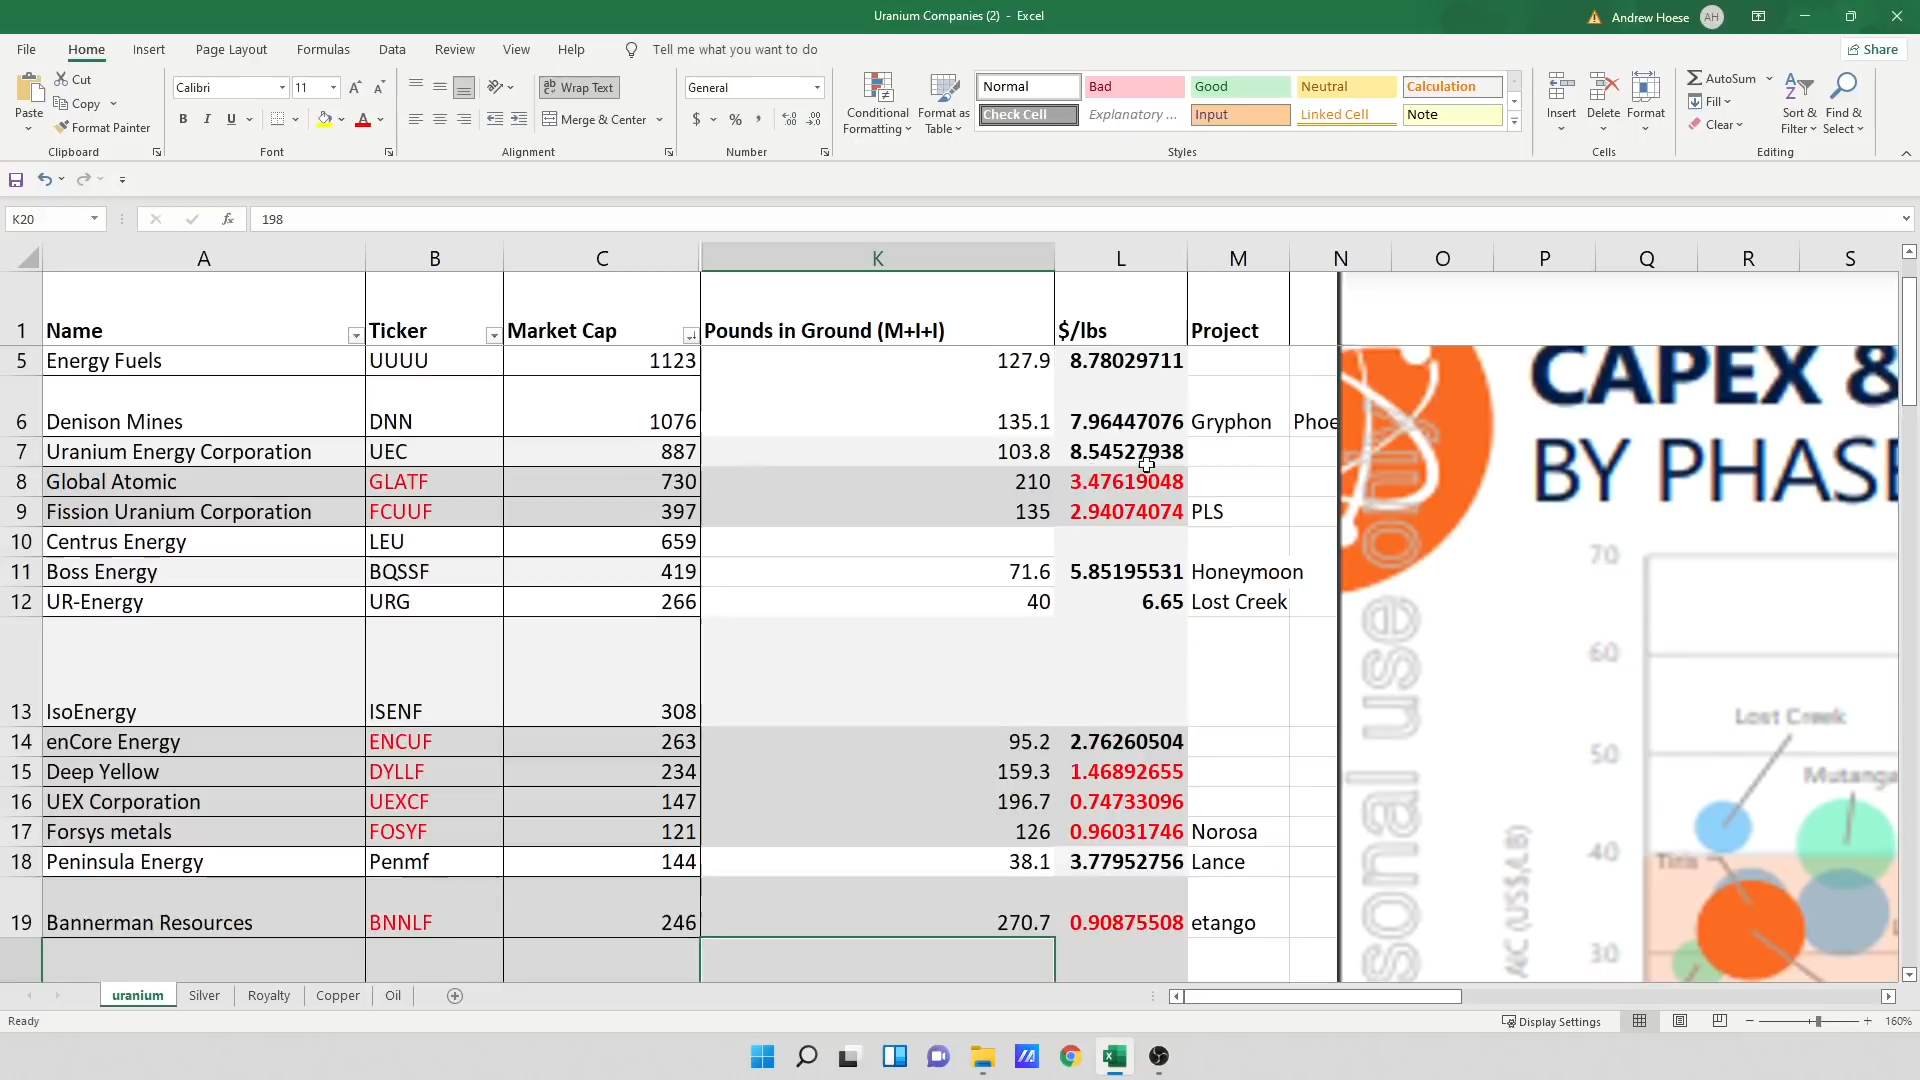 Uranium Companies (2) - Excel
Andrew Hoese AH
File Home Insert Page Layout Formulas Data Review View Help Tell me what you want to do
Share
Paste
Cut
Copy
Format Painter
Clipboard
Calibri 11
B I U
Font
Wrap Text
Merge & Center
Alignment
General
$ % ,
Number
Conditional Formatting
Format as Table
Normal Bad Good Neutral Calculation
Check Cell Explanatory ... Input Linked Cell Note
Styles
Insert Delete Format
Cells
AutoSum
Fill
Clear
Sort & Filter
Find & Select
Editing
K20 fx 198
A B C K L M N O P Q R S
1 Name Ticker Market Cap Pounds in Ground (M+I+I) $/lbs Project
5 Energy Fuels UUUU 1123 127.9 8.78029711
6 Denison Mines DNN 1076 135.1 7.96447076 Gryphon Phoe
7 Uranium Energy Corporation UEC 887 103.8 8.54527938
8 Global Atomic GLATF 730 210 3.47619048
9 Fission Uranium Corporation FCUUF 397 135 2.94074074 PLS
10 Centrus Energy LEU 659
11 Boss Energy BQSSF 419 71.6 5.85195531 Honeymoon
12 UR-Energy URG 266 40 6.65 Lost Creek
13 IsoEnergy ISENF 308
14 enCore Energy ENCUF 263 95.2 2.76260504
15 Deep Yellow DYLLF 234 159.3 1.46892655
16 UEX Corporation UEXCF 147 196.7 0.74733096
17 Forsys metals FOSYF 121 126 0.96031746 Norosa
18 Peninsula Energy Penmf 144 38.1 3.77952756 Lance
19 Bannerman Resources BNNLF 246 270.7 0.90875508 etango
CAPEX &
BY PHASE
sonal use only
70
60
50
40
30
Lost Creek
Mutanga
Tiris
AIC (US$/LB)
uranium Silver Royalty Copper Oil
Ready
Display Settings
160%